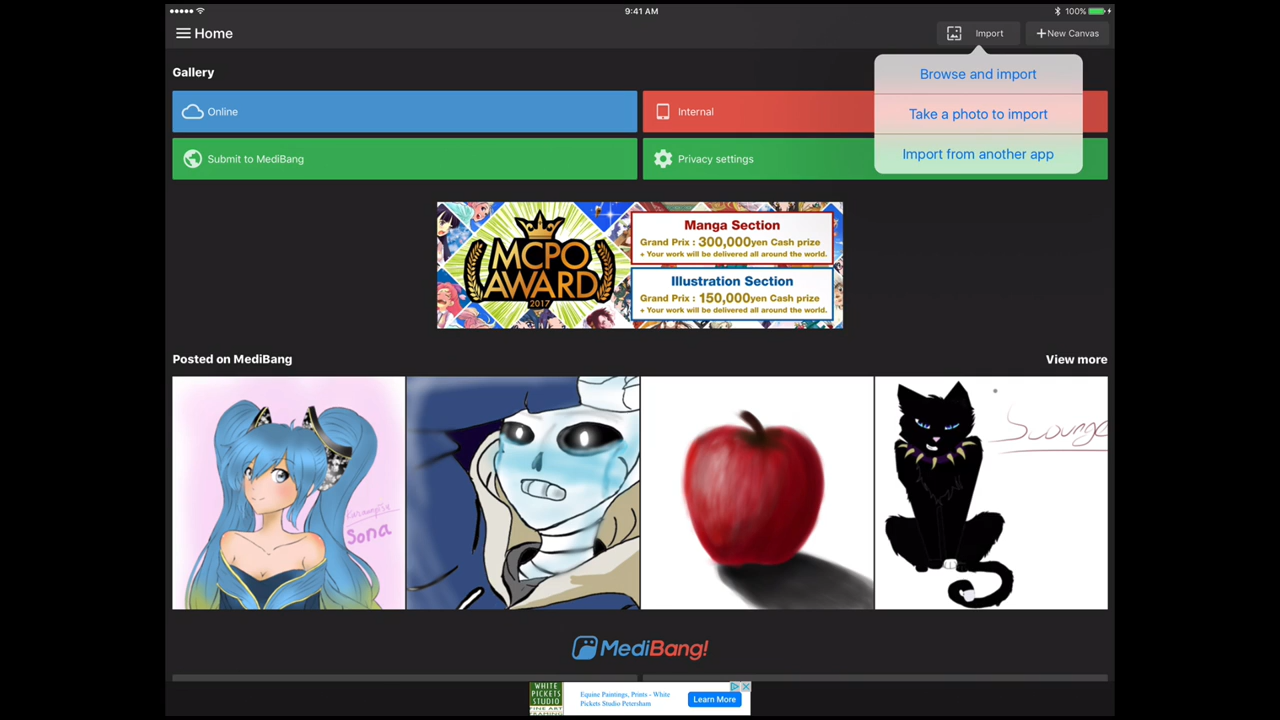 9:41 AM
100%
Home
Import
+New Canvas
Browse and import
Take a photo to import
Import from another app
Gallery
Online
Internal
Submit to MediBang
Privacy settings
MCPO
AWARD
2017
Manga Section
Grand Prix : 300,000yen Cash prize
+ Your work will be delivered all around the world.
Illustration Section
Grand Prix : 150,000yen Cash prize
+ Your work will be delivered all around the world.
Posted on MediBang
View more
Sona
Scourge
MediBang!
WHITE
PICKETS
STUDIO
FINE ART
Equine Paintings, Prints - White
Pickets Studio Petersham
Learn More